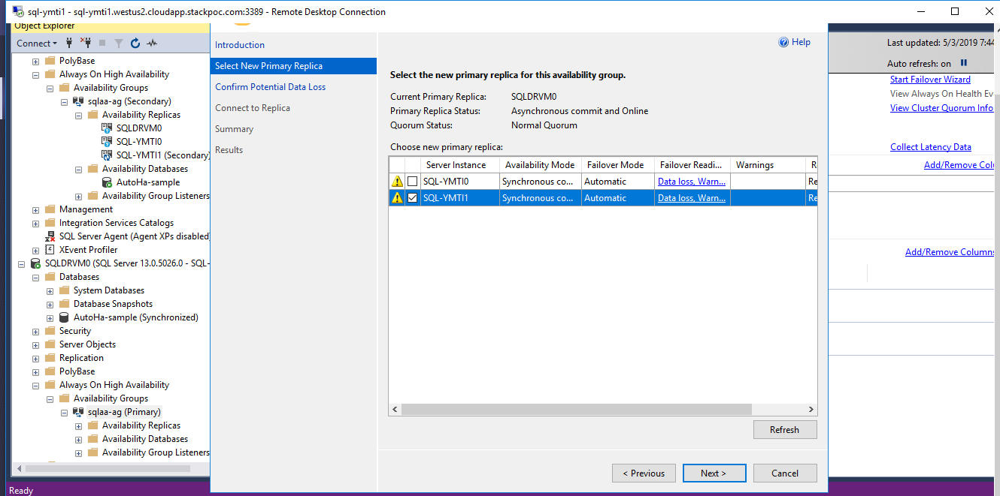 sql-ymti1 - sql-ymti1.westus2.cloudapp.stackpoc.com:3389 - Remote Desktop Connection
Object Explorer
Connect
PolyBase
Always On High Availability
Availability Groups
sqlaa-ag (Secondary)
Availability Replicas
SQLDRVM0
SQL-YMTI0
SQL-YMTI1 (Secondary)
Availability Databases
AutoHa-sample
Availability Group Listeners
Management
Integration Services Catalogs
SQL Server Agent (Agent XPs disabled)
XEvent Profiler
SQLDRVM0 (SQL Server 13.0.5026.0 - SQL-
Databases
System Databases
Database Snapshots
AutoHa-sample (Synchronized)
Security
Server Objects
Replication
PolyBase
Always On High Availability
Availability Groups
sqlaa-ag (Primary)
Availability Replicas
Availability Databases
Availability Group Listeners
Ready
Introduction
Select New Primary Replica
Confirm Potential Data Loss
Connect to Replica
Summary
Results
Help
Select the new primary replica for this availability group.
Current Primary Replica: SQLDRVM0
Primary Replica Status: Asynchronous commit and Online
Quorum Status: Normal Quorum
Choose new primary replica:
Server Instance Availability Mode Failover Mode Failover Readi... Warnings R
SQL-YMTI0 Synchronous co... Automatic Data loss, Warn... Re
SQL-YMTI1 Synchronous co... Automatic Data loss, Warn... Re
Refresh
< Previous Next > Cancel
Last updated: 5/3/2019 7:44
Auto refresh: on
Start Failover Wizard
View Always On Health Ev
View Cluster Quorum Info
Collect Latency Data
Add/Remove Colu
Add/Remove Columns